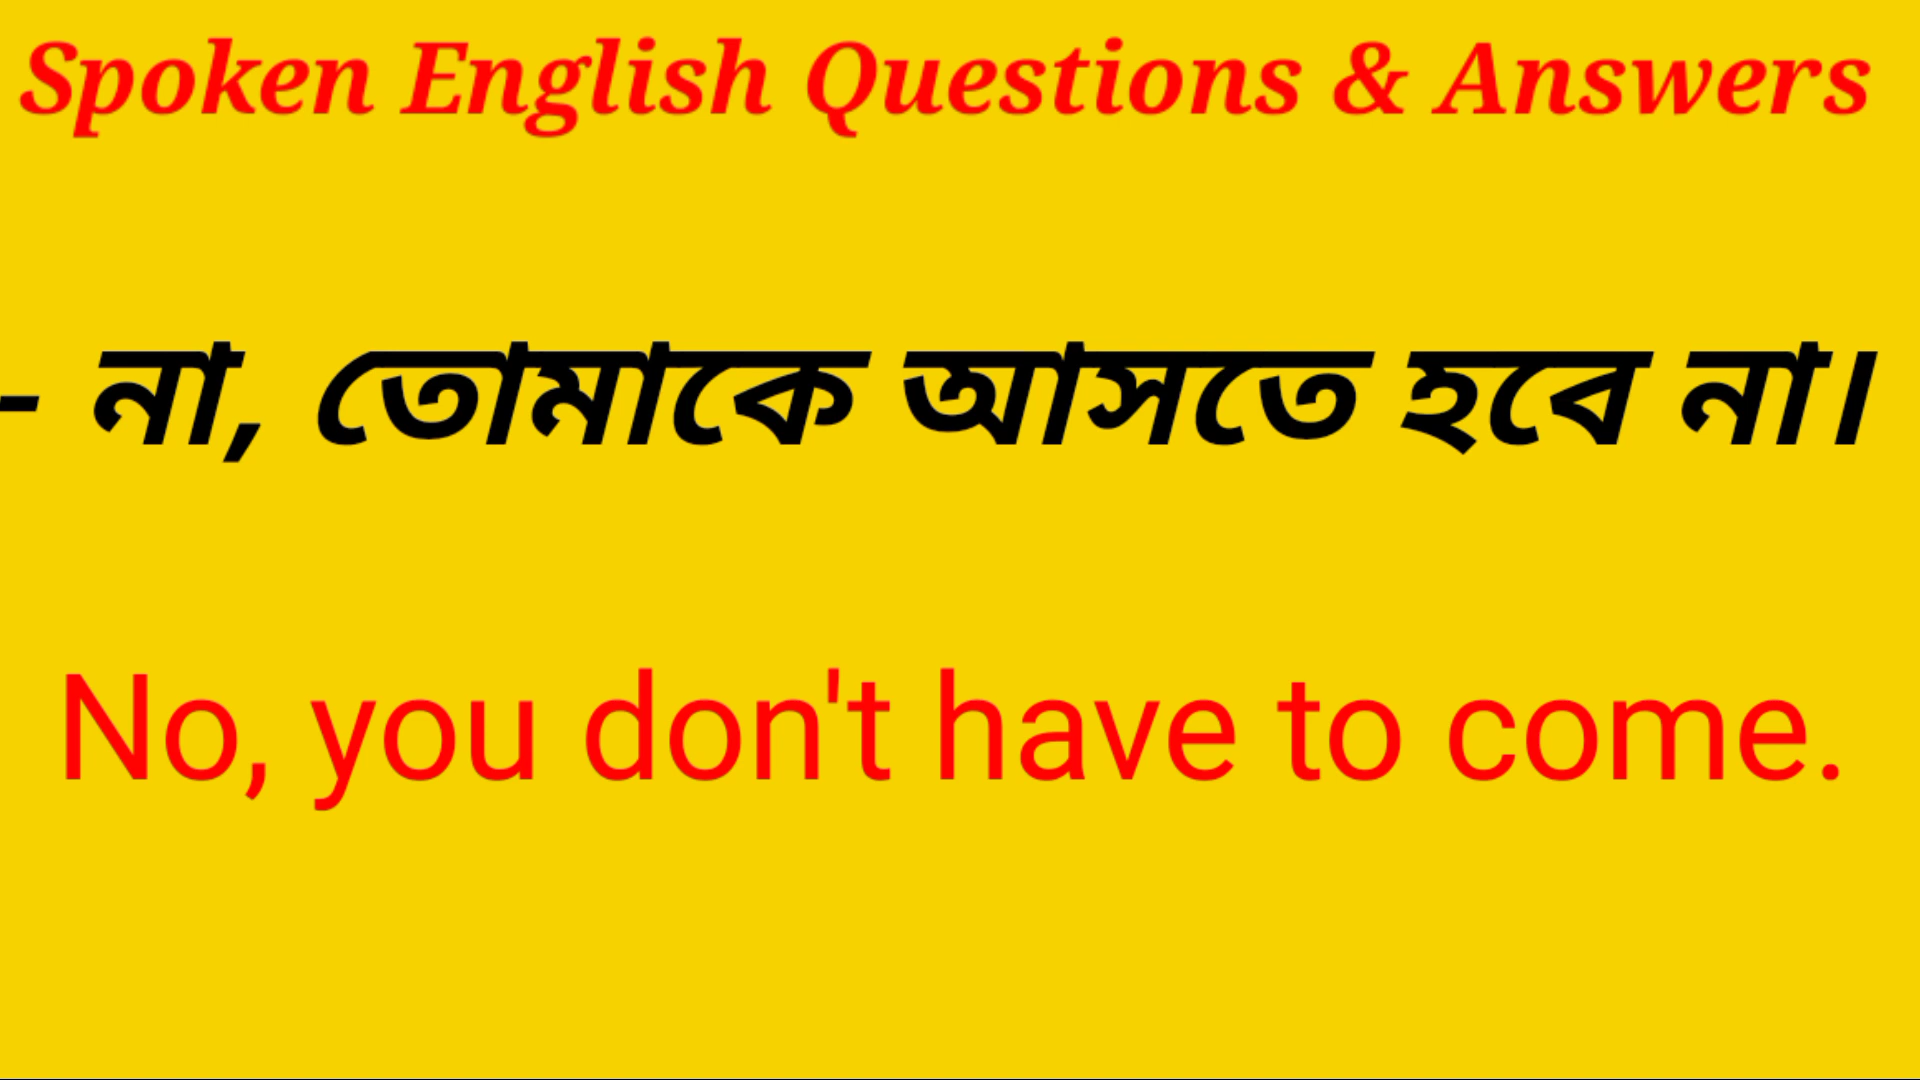 Spoken English Questions & Answers
- না, তোমাকে আসতে হবে না।
No, you don't have to come.